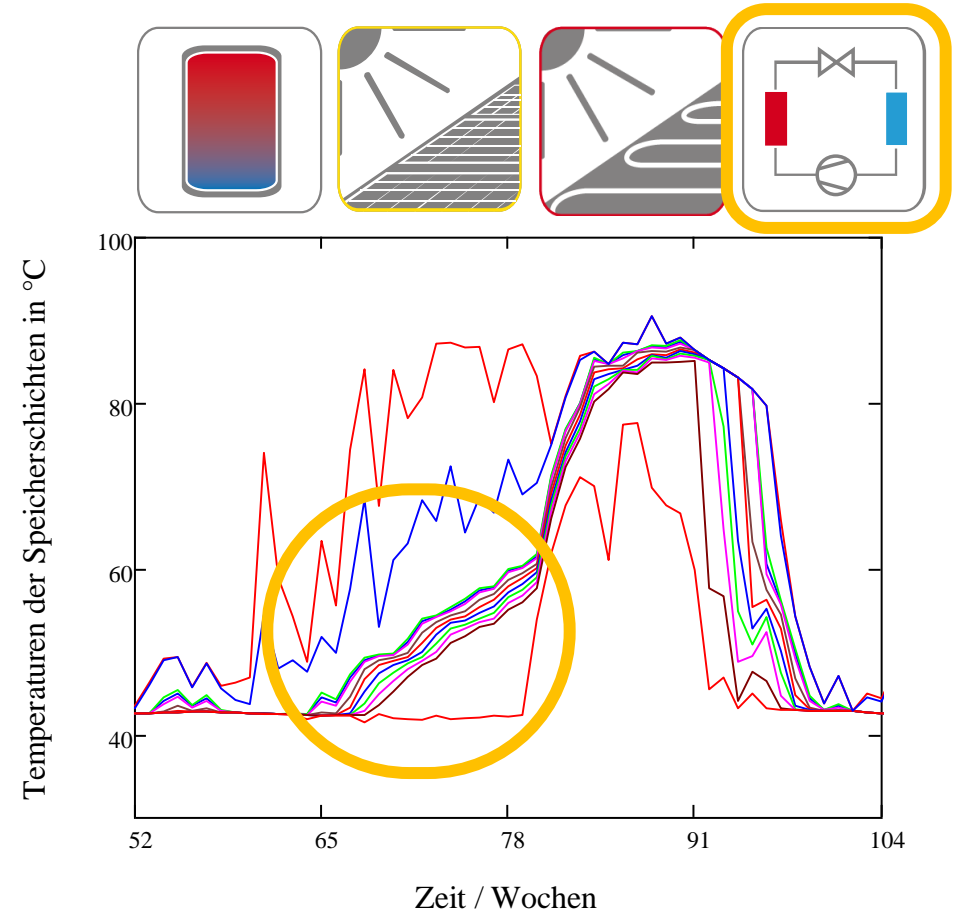 100
80
60
40
52 65 78 91 104
Temperaturen der Speicherschichten in °C
Zeit / Wochen